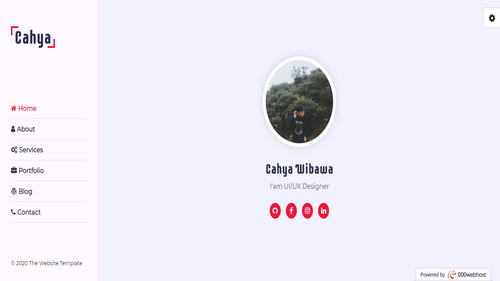 Cahya
Home
About
Services
Portfolio
Blog
Contact
© 2020 The Website Template
Cahya Wibawa
I'am UI/UX Designer
Powered by 000webhost